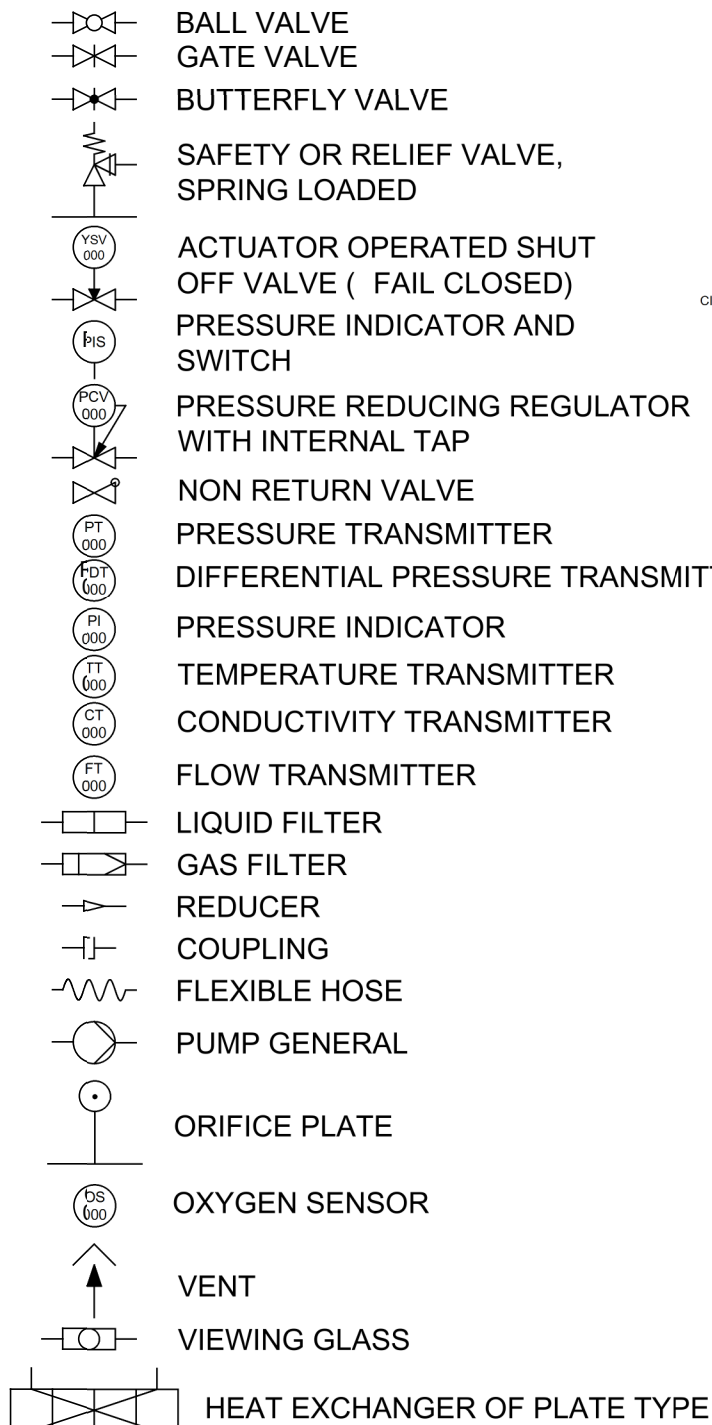 BALL VALVE
GATE VALVE
BUTTERFLY VALVE
SAFETY OR RELIEF VALVE,
SPRING LOADED
YSV
000
ACTUATOR OPERATED SHUT
OFF VALVE ( FAIL CLOSED)
CI
PIS
PRESSURE INDICATOR AND
SWITCH
PCV
000
PRESSURE REDUCING REGULATOR
WITH INTERNAL TAP
NON RETURN VALVE
PT
000
PRESSURE TRANSMITTER
PDT
000
DIFFERENTIAL PRESSURE TRANSMITT
PI
000
PRESSURE INDICATOR
TT
000
TEMPERATURE TRANSMITTER
CT
000
CONDUCTIVITY TRANSMITTER
FT
000
FLOW TRANSMITTER
LIQUID FILTER
GAS FILTER
REDUCER
COUPLING
FLEXIBLE HOSE
PUMP GENERAL
ORIFICE PLATE
OS
000
OXYGEN SENSOR
VENT
VIEWING GLASS
HEAT EXCHANGER OF PLATE TYPE